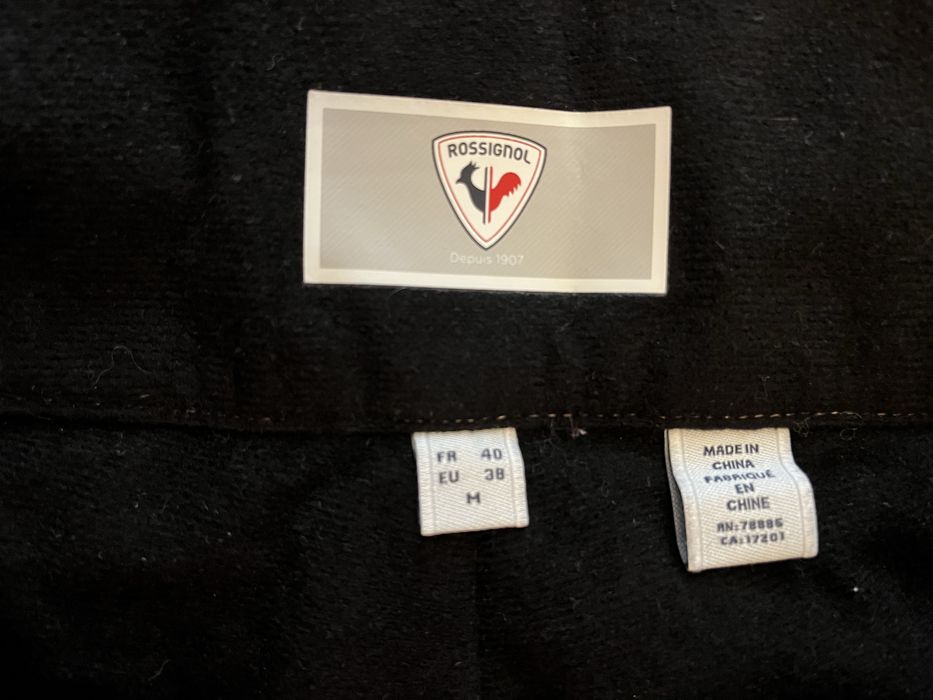 ROSSIGNOL
Depuis 1907
FR 40
EU 38
M
MADE IN
CHINA
FABRIQUÉ
EN
CHINE
RN:78886
CA:17201